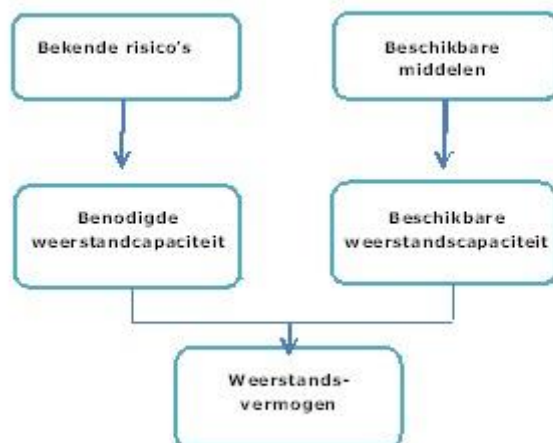 Bekende risico's
Beschikbare
middelen
Benodigde
weerstandcapaciteit
Beschikbare
weerstandscapaciteit
Weerstands-
vermogen